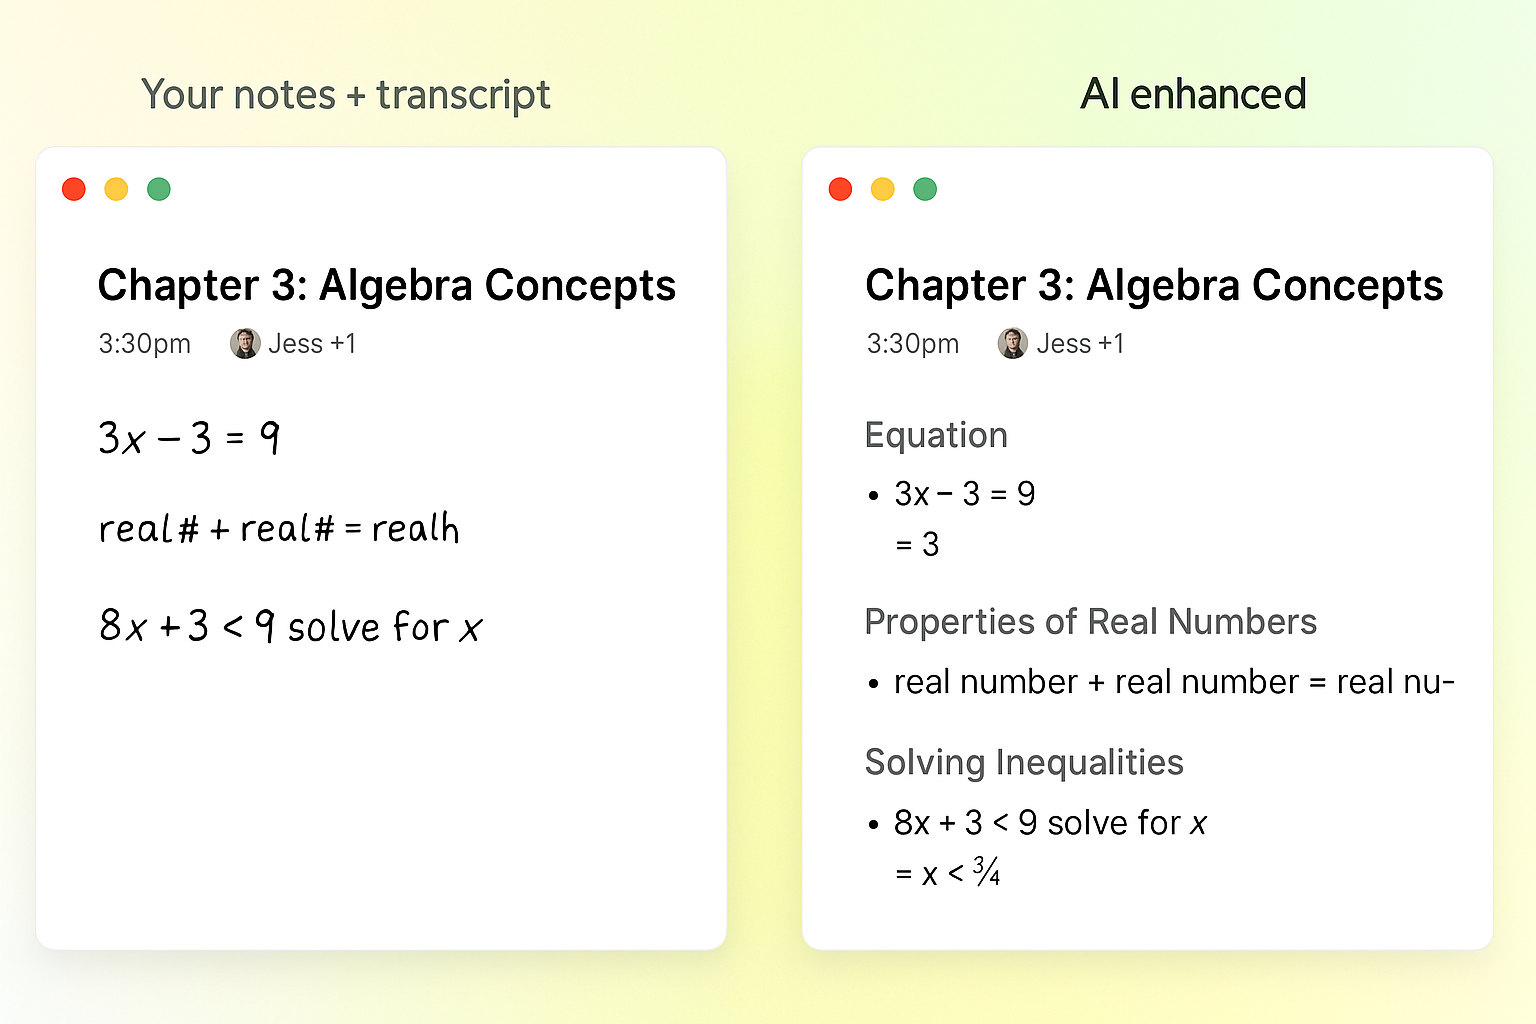 Your notes + transcript
Chapter 3: Algebra Concepts
3:30pm Jess +1
3x – 3 = 9
real# + real# = realh
8x + 3 < 9 solve for x
AI enhanced
Chapter 3: Algebra Concepts
3:30pm Jess +1
Equation
• 3x – 3 = 9
= 3
Properties of Real Numbers
• real number + real number = real nu-
Solving Inequalities
• 8x + 3 < 9 solve for x
= x < ¾